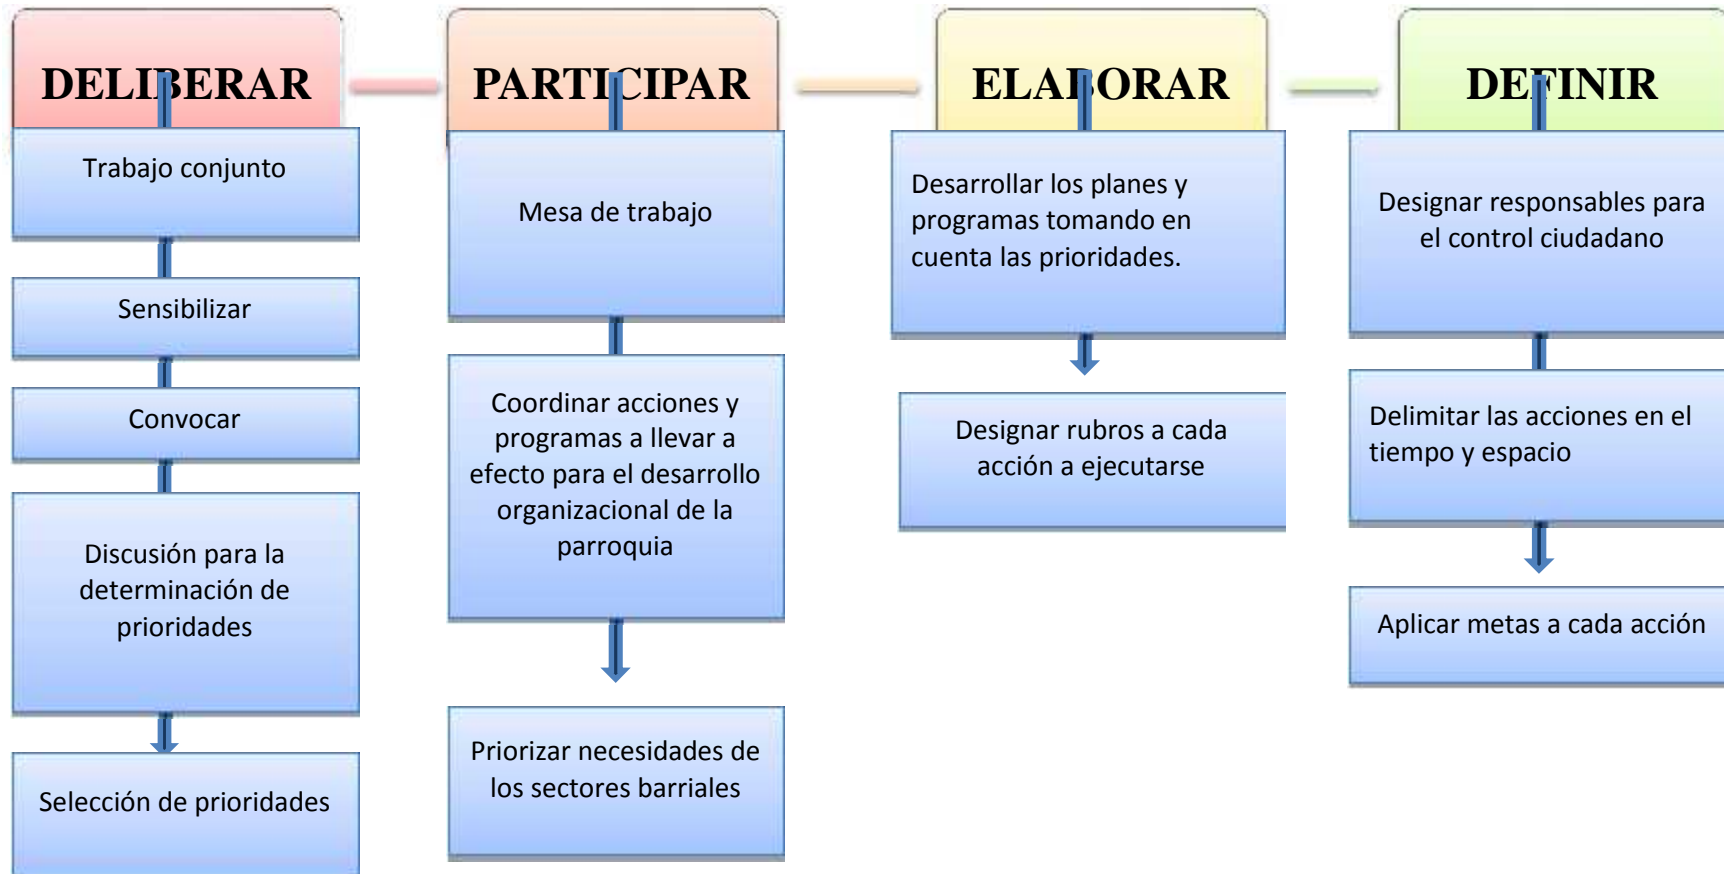 DELIBERAR
Trabajo conjunto
Sensibilizar
Convocar
Discusión para la
determinación de
prioridades
Selección de prioridades
PARTICIPAR
Mesa de trabajo
Coordinar acciones y
programas a llevar a
efecto para el desarrollo
organizacional de la
parroquia
Priorizar necesidades de
los sectores barriales
ELABORAR
Desarrollar los planes y
programas tomando en
cuenta las prioridades.
Designar rubros a cada
acción a ejecutarse
DEFINIR
Designar responsables para
el control ciudadano
Delimitar las acciones en el
tiempo y espacio
Aplicar metas a cada acción